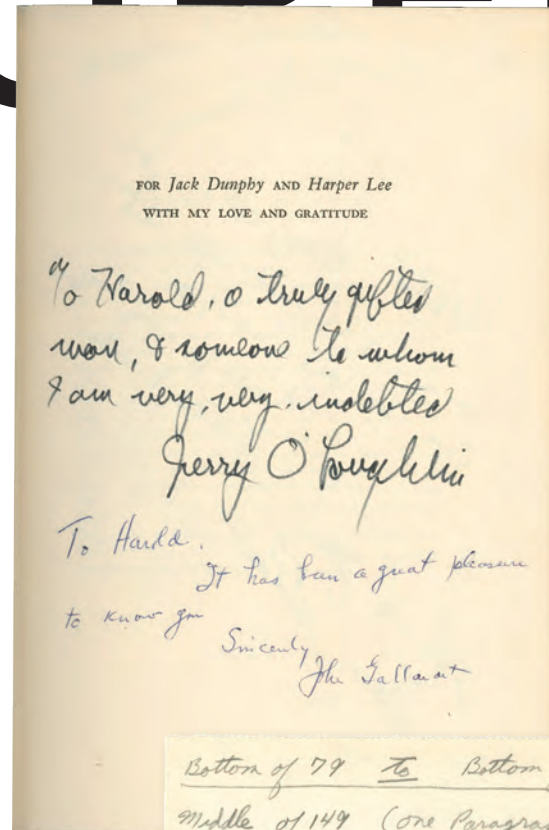 FOR Jack Dunphy AND Harper Lee
WITH MY LOVE AND GRATITUDE
To Harold, a truly gifted
man, & someone to whom
I am very, very indebted
Jerry O'Loughlin
To Harold.
It has been a great pleasure
to know you
Sincerely
John Gallaudet
Bottom of 79 to Bottom
Middle of 149 (one Paragra